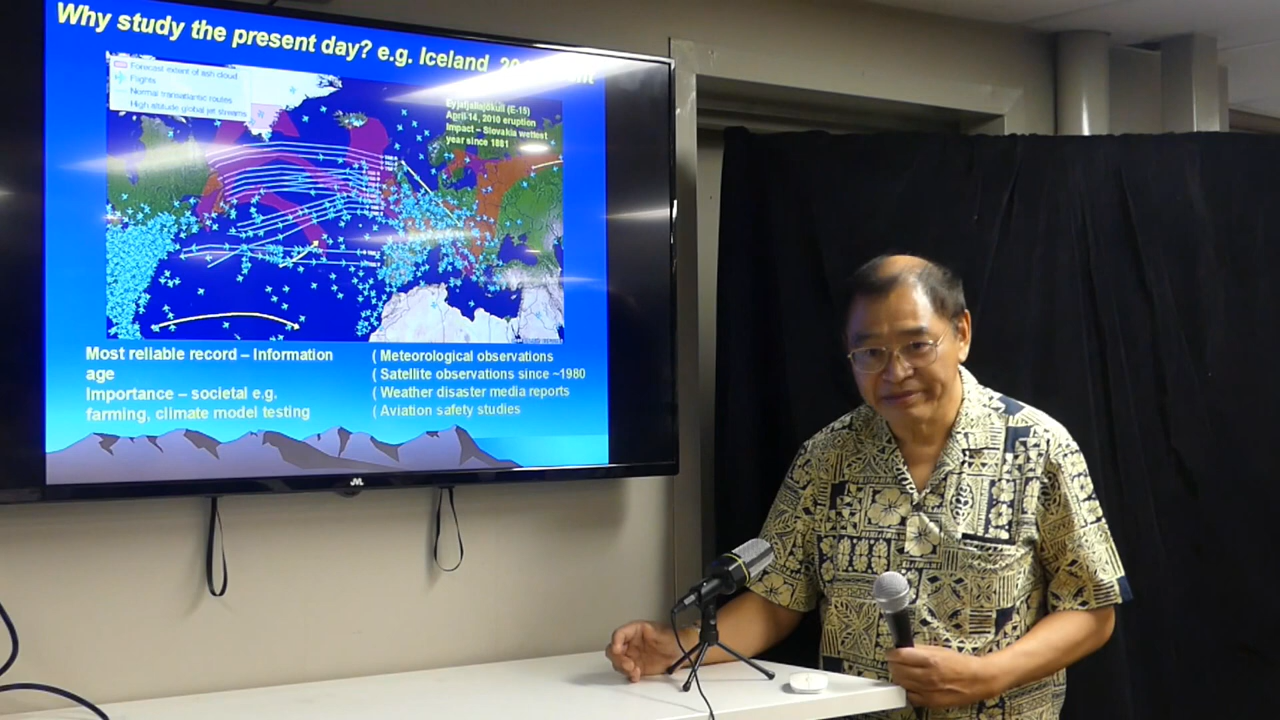 Why study the present day? e.g. Iceland
Forecast extent of ash cloud
Flights
Normal transatlantic routes
High altitude global jet streams
Eyjafjallajökull (E-15)
April 14, 2010 eruption
Impact – Slovakia wettest
year since 1881
Most reliable record – Information
age
Importance – societal e.g.
farming, climate model testing
( Meteorological observations
( Satellite observations since ~1980
( Weather disaster media reports
( Aviation safety studies
JVC